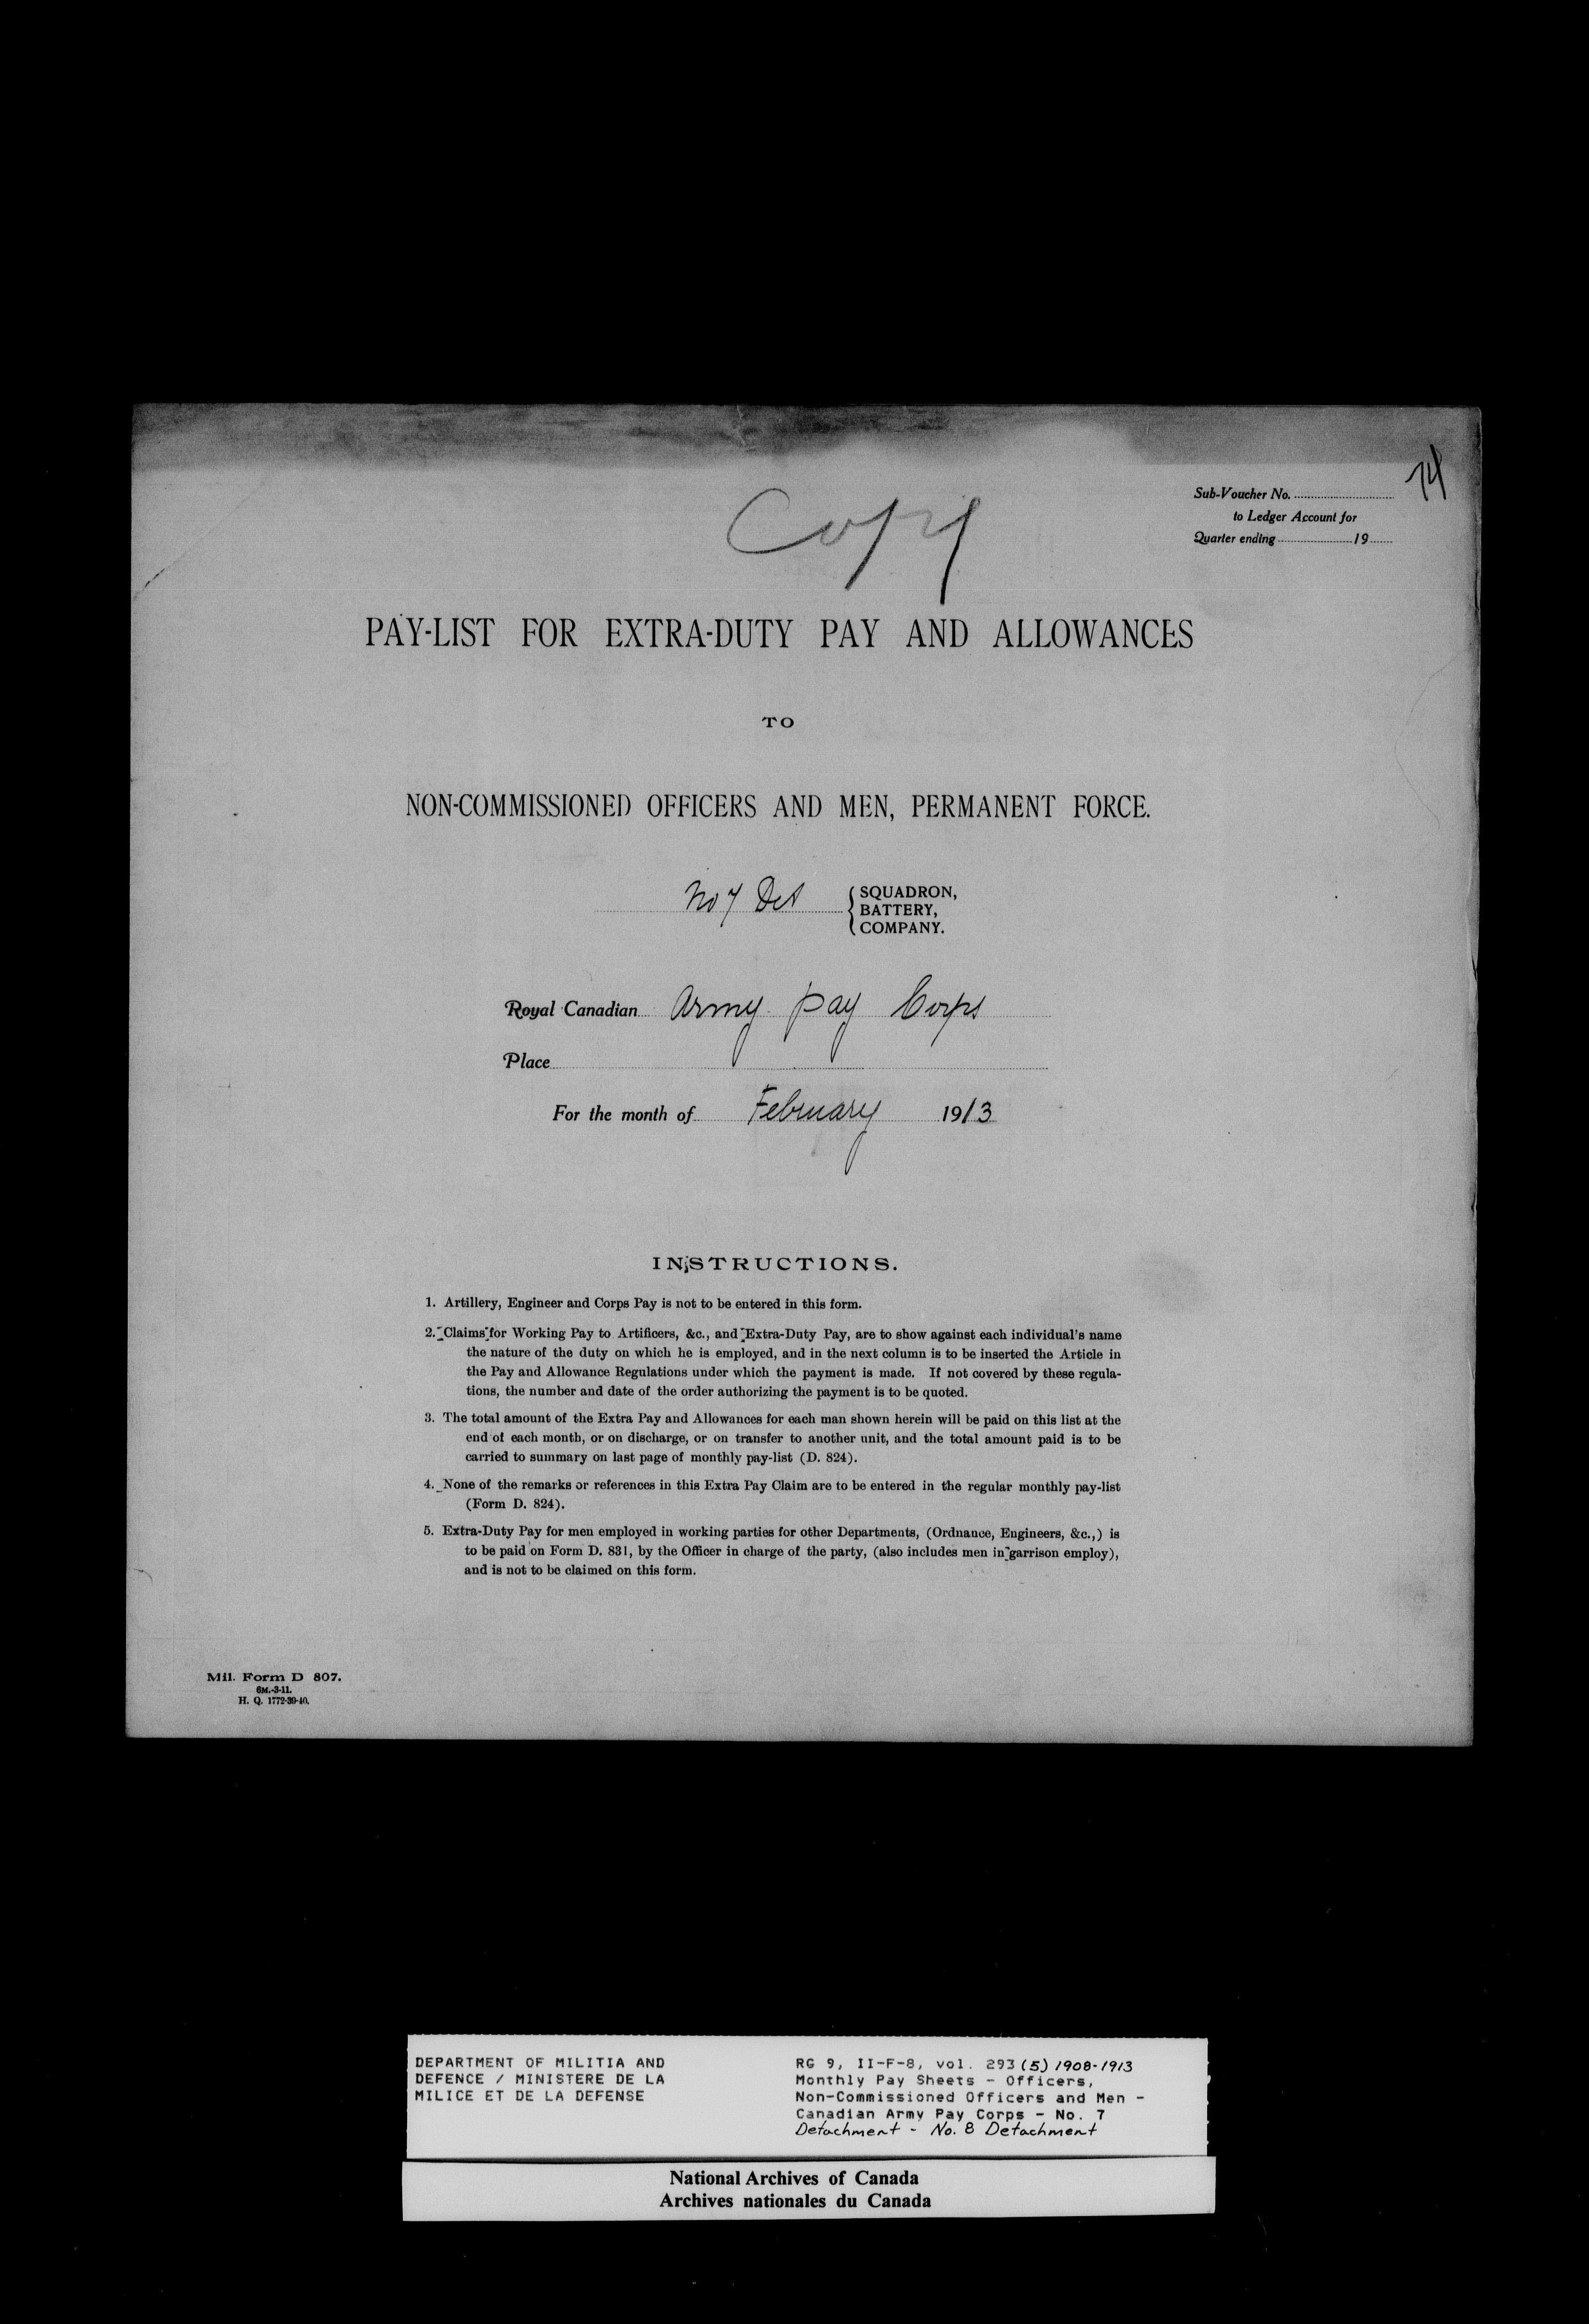 74
Copy
Sub-Voucher No.
to Ledger Account for
Quarter ending 19
PAY-LIST FOR EXTRA-DUTY PAY AND ALLOWANCES
TO
NON-COMMISSIONED OFFICERS AND MEN, PERMANENT FORCE.
No 7 Det { SQUADRON,
BATTERY,
COMPANY.
Royal Canadian Army Pay Corps
Place
For the month of February 1913
INSTRUCTIONS.
1. Artillery, Engineer and Corps Pay is not to be entered in this form.
2. Claims for Working Pay to Artificers, &c., and Extra-Duty Pay, are to show against each individual's name
the nature of the duty on which he is employed, and in the next column is to be inserted the Article in
the Pay and Allowance Regulations under which the payment is made. If not covered by these regula-
tions, the number and date of the order authorizing the payment is to be quoted.
3. The total amount of the Extra Pay and Allowances for each man shown herein will be paid on this list at the
end of each month, or on discharge, or on transfer to another unit, and the total amount paid is to be
carried to summary on last page of monthly pay-list (D. 824).
4. None of the remarks or references in this Extra Pay Claim are to be entered in the regular monthly pay-list
(Form D. 824).
5. Extra-Duty Pay for men employed in working parties for other Departments, (Ordnance, Engineers, &c.,) is
to be paid on Form D. 831, by the Officer in charge of the party, (also includes men in garrison employ),
and is not to be claimed on this form.
Mil. Form D 807.
6M.-3-11.
H. Q. 1772-39-40.
DEPARTMENT OF MILITIA AND
DEFENCE / MINISTERE DE LA
MILICE ET DE LA DEFENSE
RG 9, II-F-8, vol. 293 (5) 1908-1913
Monthly Pay Sheets - Officers,
Non-Commissioned Officers and Men -
Canadian Army Pay Corps - No. 7
Detachment - No. 8 Detachment
National Archives of Canada
Archives nationales du Canada